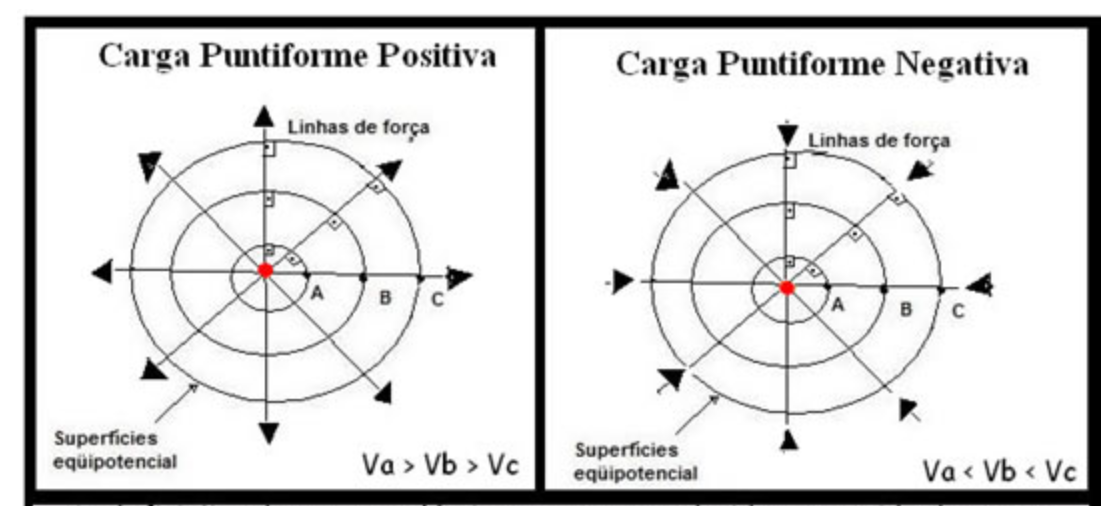 Carga Puntiforme Positiva
Linhas de força
A
B
C
Superfícies
eqüipotencial
Va > Vb > Vc
Carga Puntiforme Negativa
Linhas de força
A
B
C
Superfícies
eqüipotencial
Va < Vb < Vc